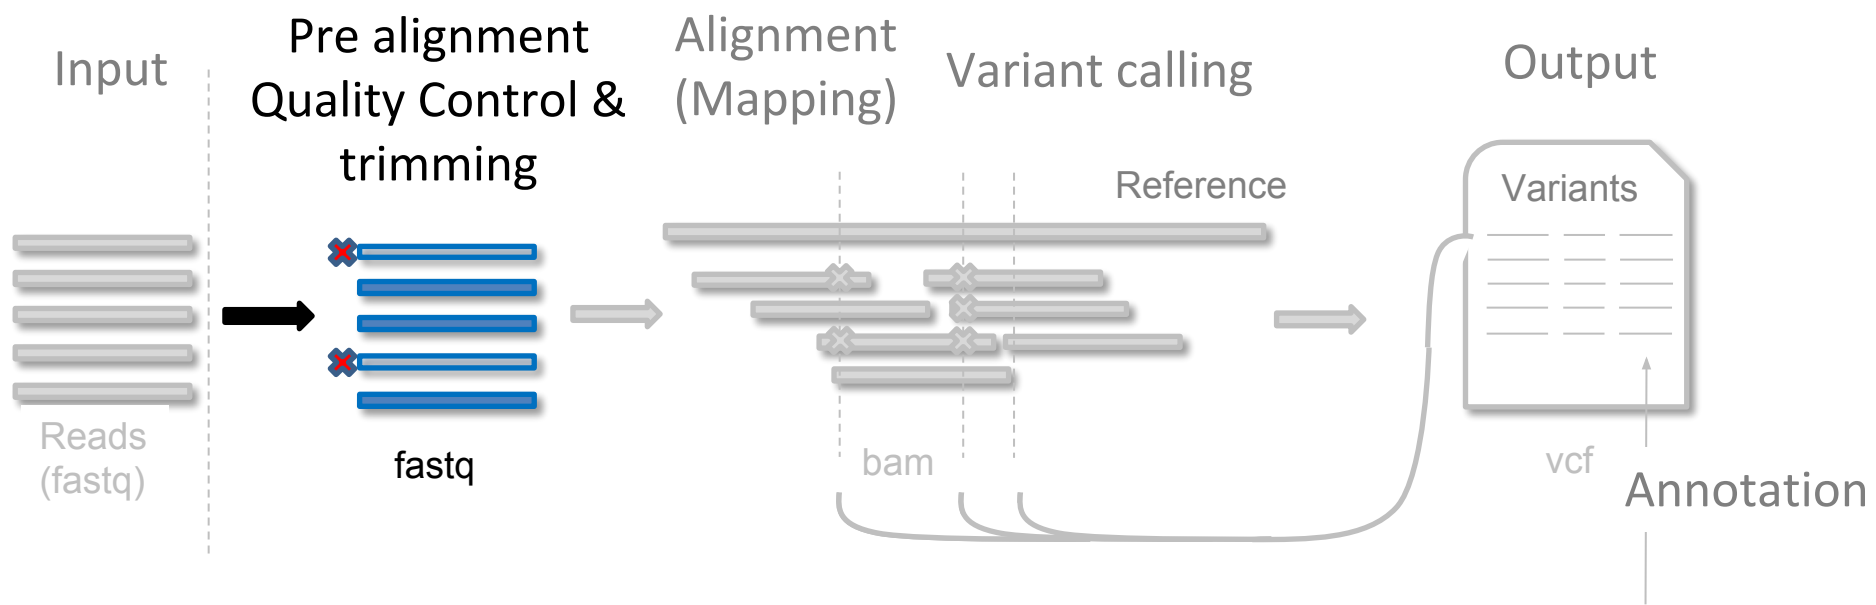 Input
Pre alignment
Quality Control &
trimming
Alignment
(Mapping)
Variant calling
Output
Reference
Variants
Reads
(fastq)
fastq
bam
vcf
Annotation